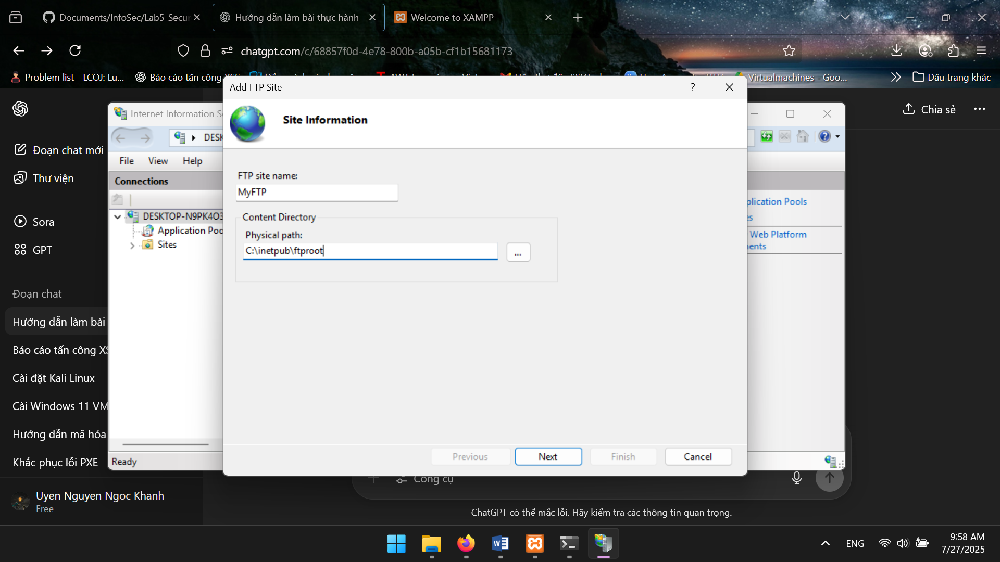 Documents/InfoSec/Lab5_Secur
Hướng dẫn làm bài thực hành
Welcome to XAMPP
chatgpt.com/c/68857f0d-4e78-800b-a05b-cf1b15681173
Problem list - LCOJ: Lu...
Báo cáo tấn công XSS
Virtualmachines - Goo...
Dấu trang khác
Add FTP Site
?
Internet Information Se
Site Information
Chia sẻ
DESK
Đoạn chat mới
File View Help
Thư viện
FTP site name:
Connections
MyFTP
plication Pools
DESKTOP-N9PK4O3
Content Directory
es
Sora
Application Poo
Physical path:
Web Platform
Sites
C:\inetpub\ftproot
...
ents
GPT
Đoạn chat
Hướng dẫn làm bài
Báo cáo tấn công XS
Cài đặt Kali Linux
Cài Windows 11 VM
Hướng dẫn mã hóa
Previous
Next
Finish
Cancel
Khắc phục lỗi PXE
Ready
Công cụ
Uyen Nguyen Ngoc Khanh
Free
ChatGPT có thể mắc lỗi. Hãy kiểm tra các thông tin quan trọng.
ENG
9:58 AM
7/27/2025